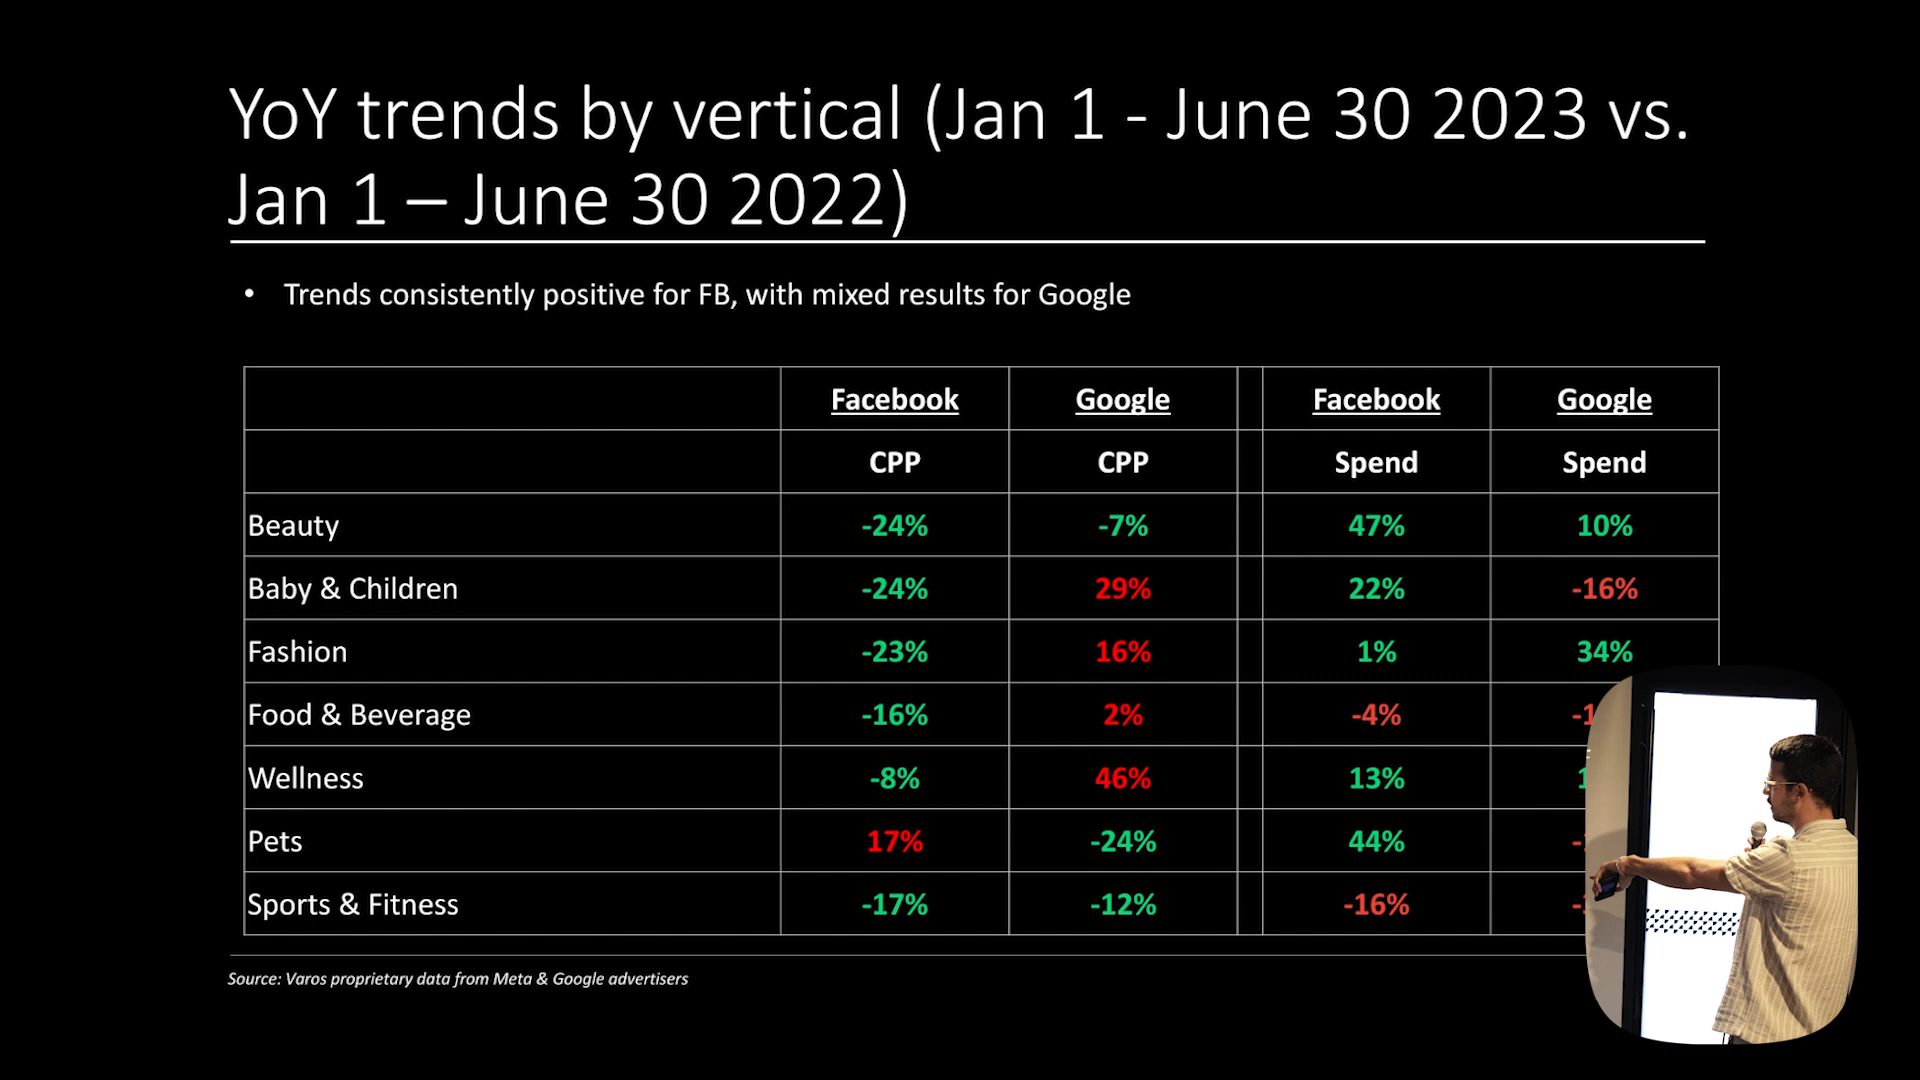 YoY trends by vertical (Jan 1 - June 30 2023 vs.
Jan 1 – June 30 2022)
• Trends consistently positive for FB, with mixed results for Google
Facebook Google Facebook Google
CPP CPP Spend Spend
Beauty -24% -7% 47% 10%
Baby & Children -24% 29% 22% -16%
Fashion -23% 16% 1% 34%
Food & Beverage -16% 2% -4%
Wellness -8% 46% 13%
Pets 17% -24% 44%
Sports & Fitness -17% -12% -16%
Source: Varos proprietary data from Meta & Google advertisers